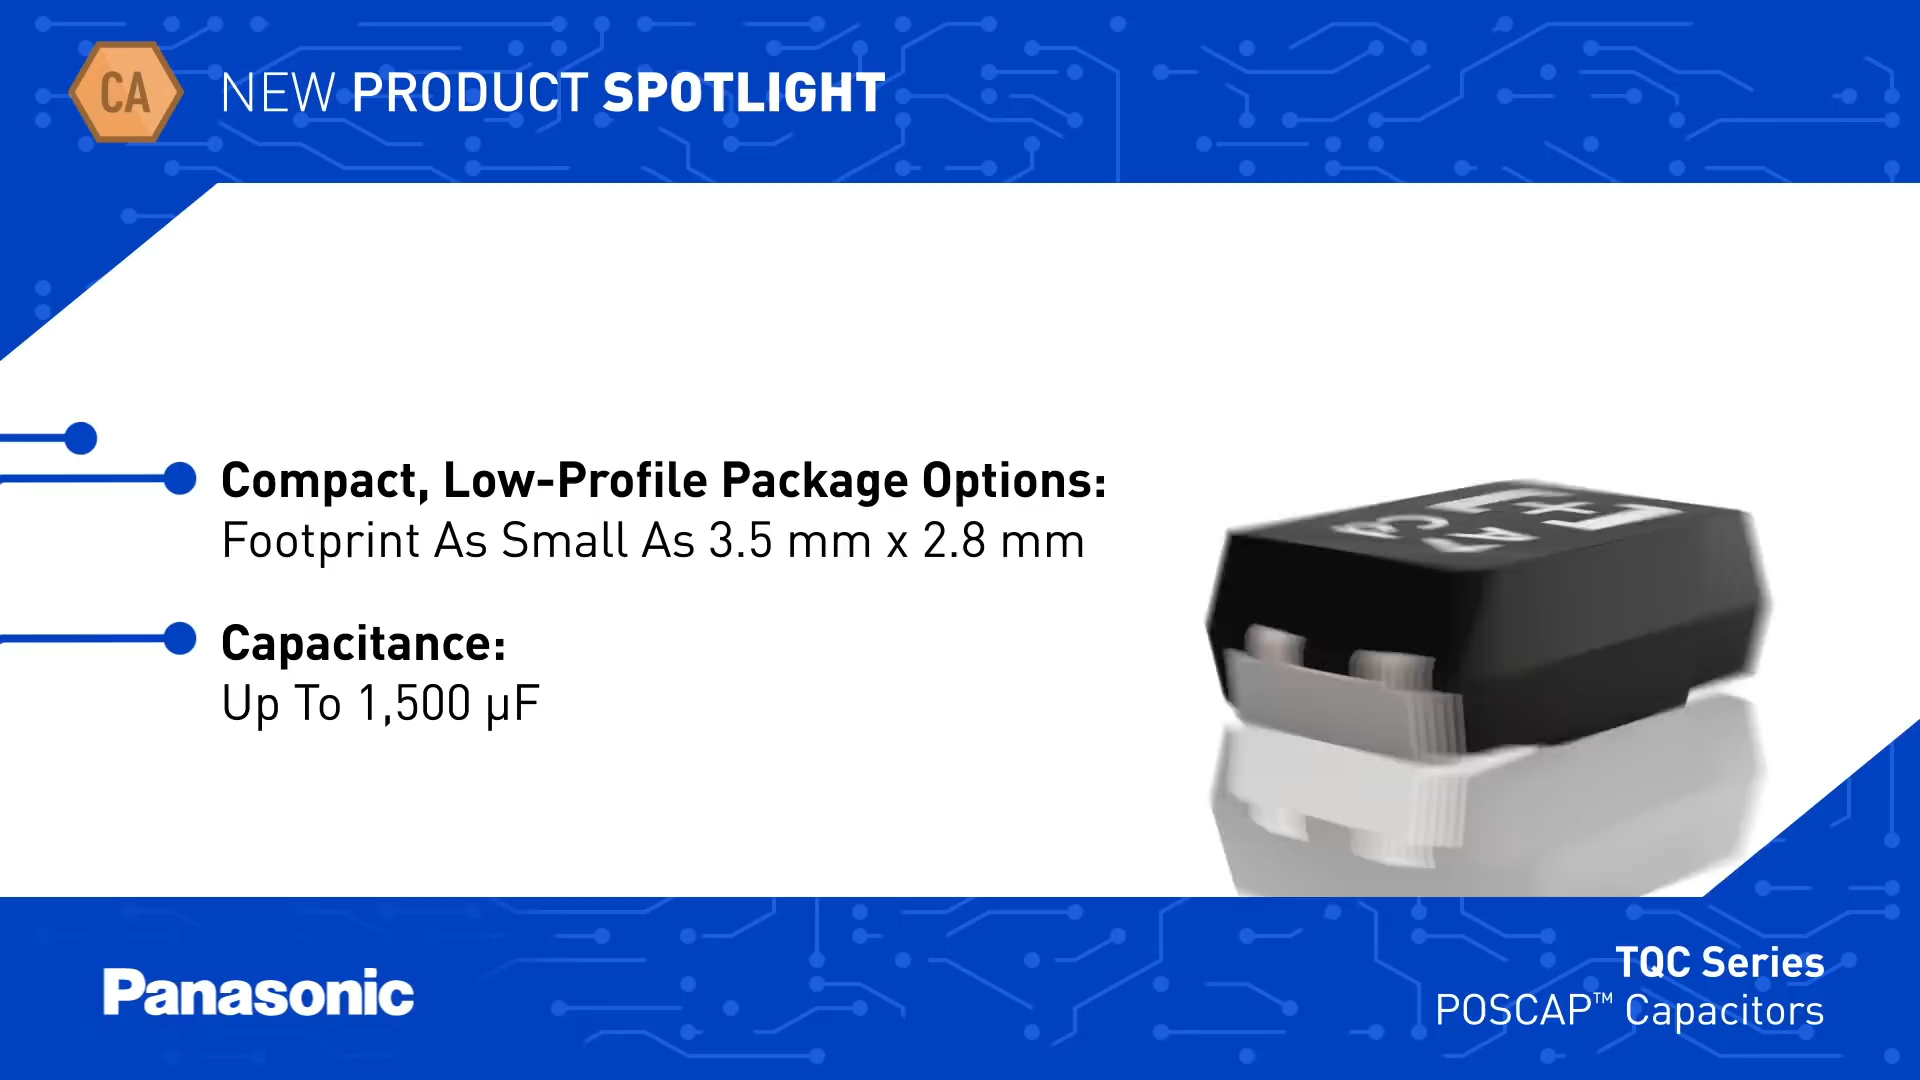 CA
NEW PRODUCT SPOTLIGHT
Compact, Low-Profile Package Options:
Footprint As Small As 3.5 mm x 2.8 mm
Capacitance:
Up To 1,500 µF
Panasonic
TQC Series
POSCAP™ Capacitors